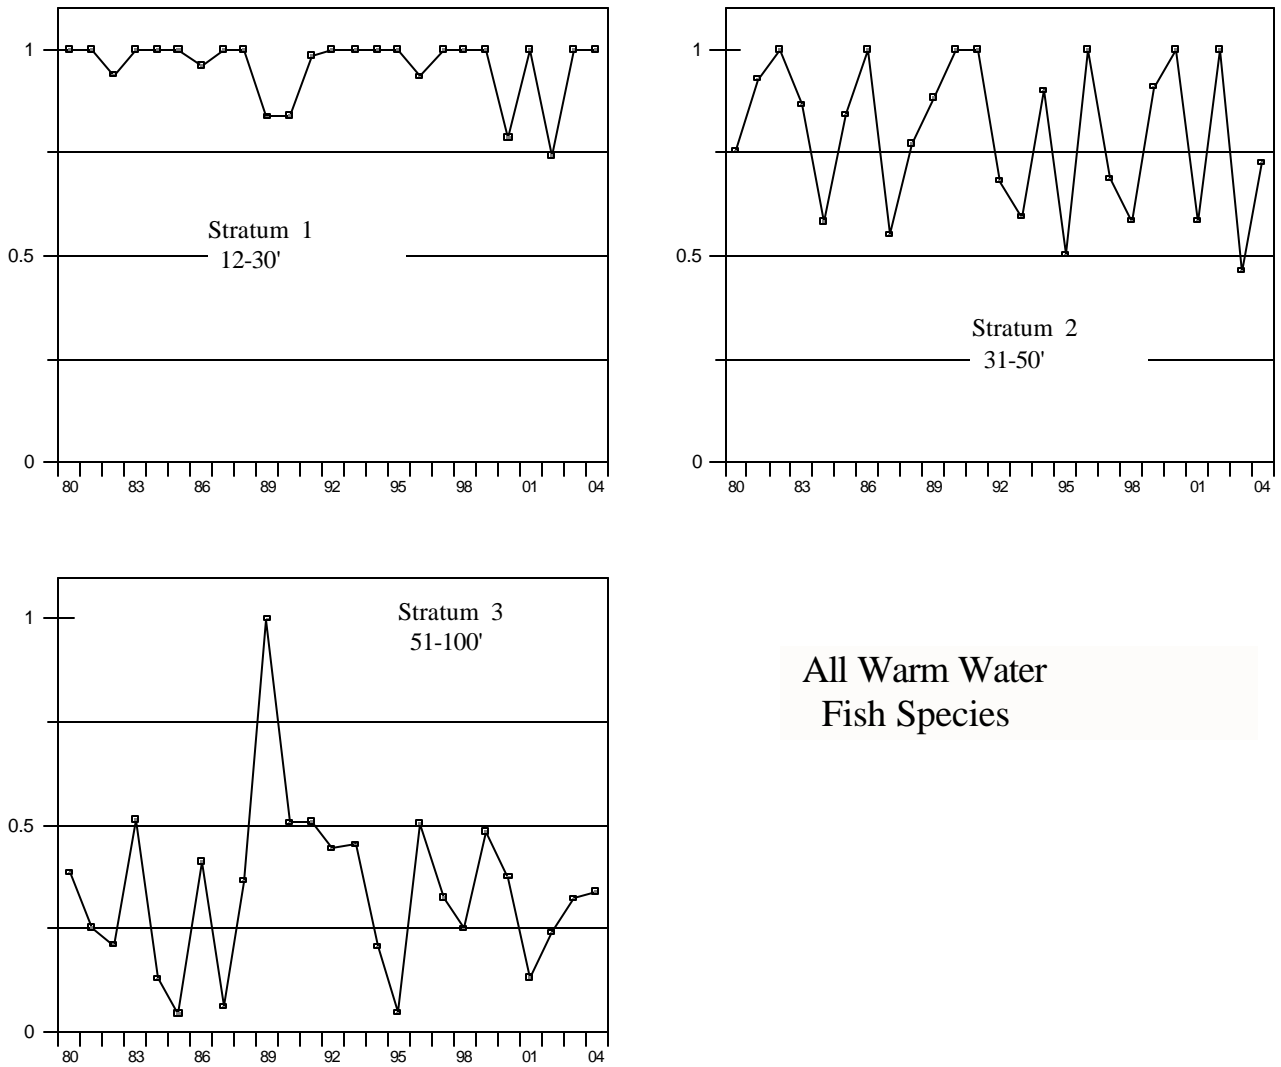 1
0.5
0
80 83 86 89 92 95 98 01 04
Stratum 1
12-30'
1
0.5
0
80 83 86 89 92 95 98 01 04
Stratum 2
31-50'
1
0.5
0
80 83 86 89 92 95 98 01 04
Stratum 3
51-100'
All Warm Water
Fish Species